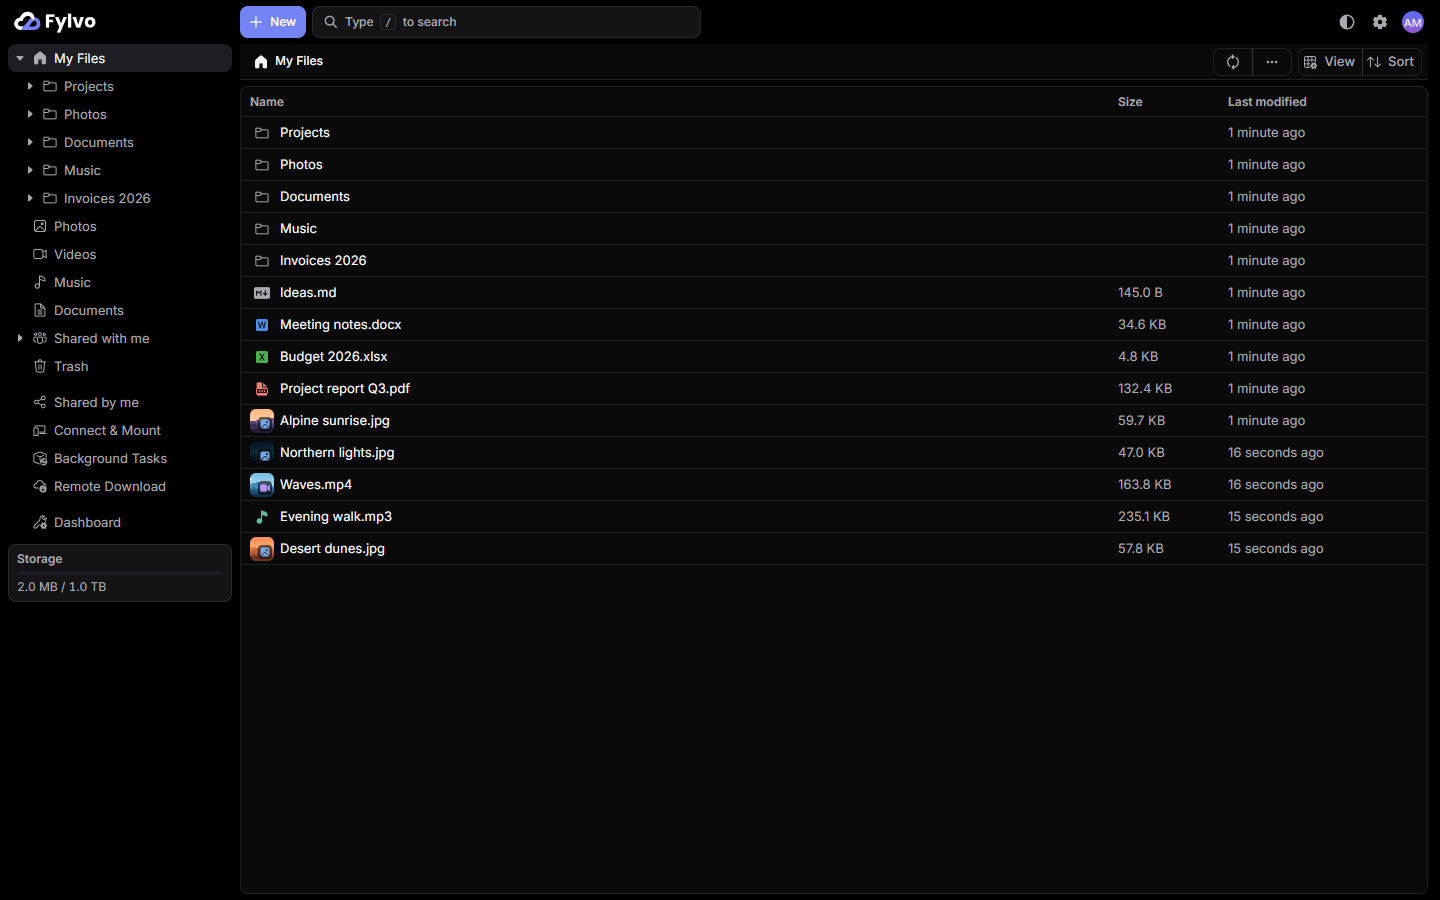 Fylvo
New
Type / to search
AM
My Files
Projects
Photos
Documents
Music
Invoices 2026
Photos
Videos
Music
Documents
Shared with me
Trash
Shared by me
Connect & Mount
Background Tasks
Remote Download
Dashboard
Storage
2.0 MB / 1.0 TB
My Files
View
Sort
Name Size Last modified
Projects 1 minute ago
Photos 1 minute ago
Documents 1 minute ago
Music 1 minute ago
Invoices 2026 1 minute ago
Ideas.md 145.0 B 1 minute ago
Meeting notes.docx 34.6 KB 1 minute ago
Budget 2026.xlsx 4.8 KB 1 minute ago
Project report Q3.pdf 132.4 KB 1 minute ago
Alpine sunrise.jpg 59.7 KB 1 minute ago
Northern lights.jpg 47.0 KB 16 seconds ago
Waves.mp4 163.8 KB 16 seconds ago
Evening walk.mp3 235.1 KB 15 seconds ago
Desert dunes.jpg 57.8 KB 15 seconds ago